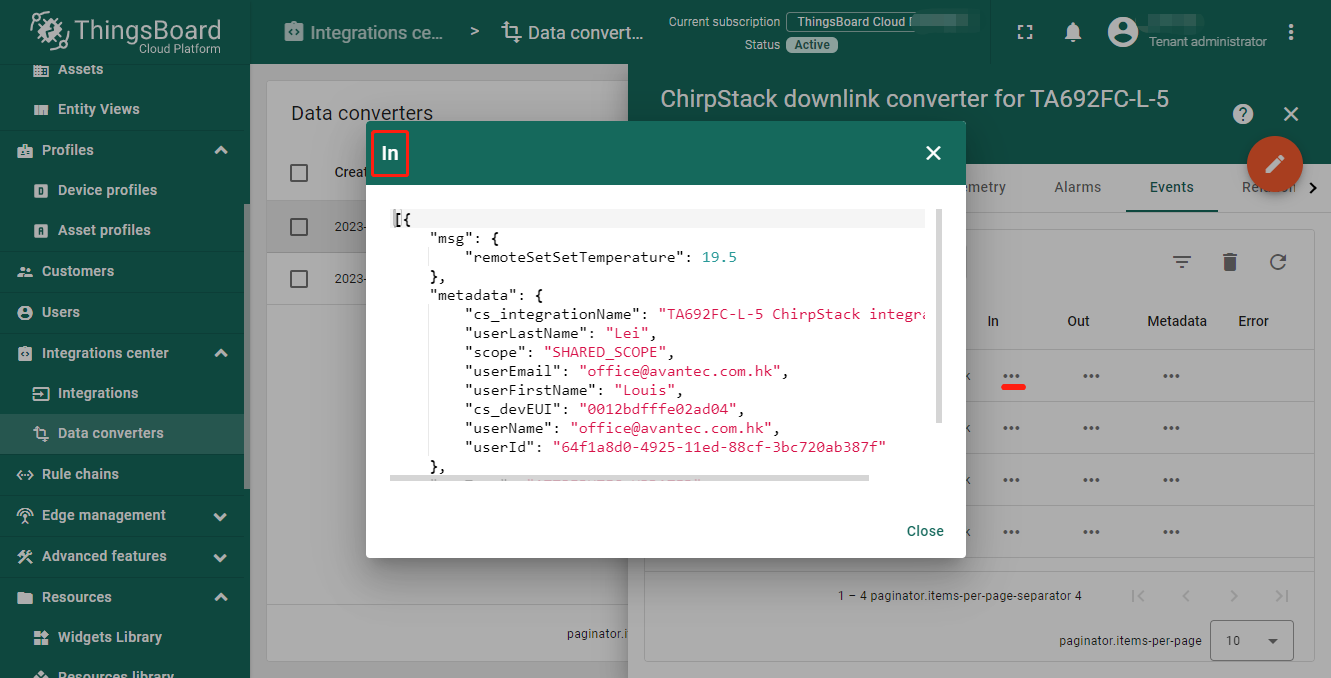 ThingsBoard
Cloud Platform
Integrations ce...
>
Data convert...
Current subscription
ThingsBoard Cloud
Status
Active
Tenant administrator
Assets
Entity Views
Profiles
Device profiles
Asset profiles
Customers
Users
Integrations center
Integrations
Data converters
Rule chains
Edge management
Advanced features
Resources
Widgets Library
Resources library
Data converters
Creat
2023-
2023-
paginator.i
ChirpStack downlink converter for TA692FC-L-5
emetry
Alarms
Events
Relation
In
Out
Metadata
Error
1 – 4 paginator.items-per-page-separator 4
paginator.items-per-page
10
In
[{
"msg": {
"remoteSetSetTemperature": 19.5
},
"metadata": {
"cs_integrationName": "TA692FC-L-5 ChirpStack integra
"userLastName": "Lei",
"scope": "SHARED_SCOPE",
"userEmail": "office@avantec.com.hk",
"userFirstName": "Louis",
"cs_devEUI": "0012bdfffe02ad04",
"userName": "office@avantec.com.hk",
"userId": "64f1a8d0-4925-11ed-88cf-3bc720ab387f"
},
Close